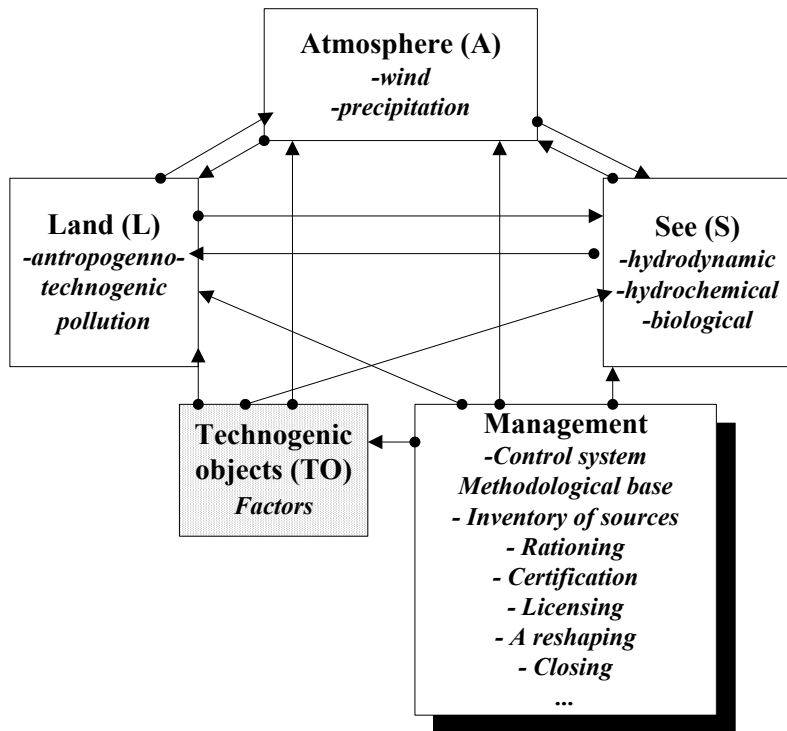 Atmosphere (A)
-wind
-precipitation
Land (L)
-antropogenno-
technogenic
pollution
See (S)
-hydrodynamic
-hydrochemical
-biological
Technogenic
objects (TO)
Factors
Management
-Control system
Methodological base
- Inventory of sources
- Rationing
- Certification
- Licensing
- A reshaping
- Closing
...